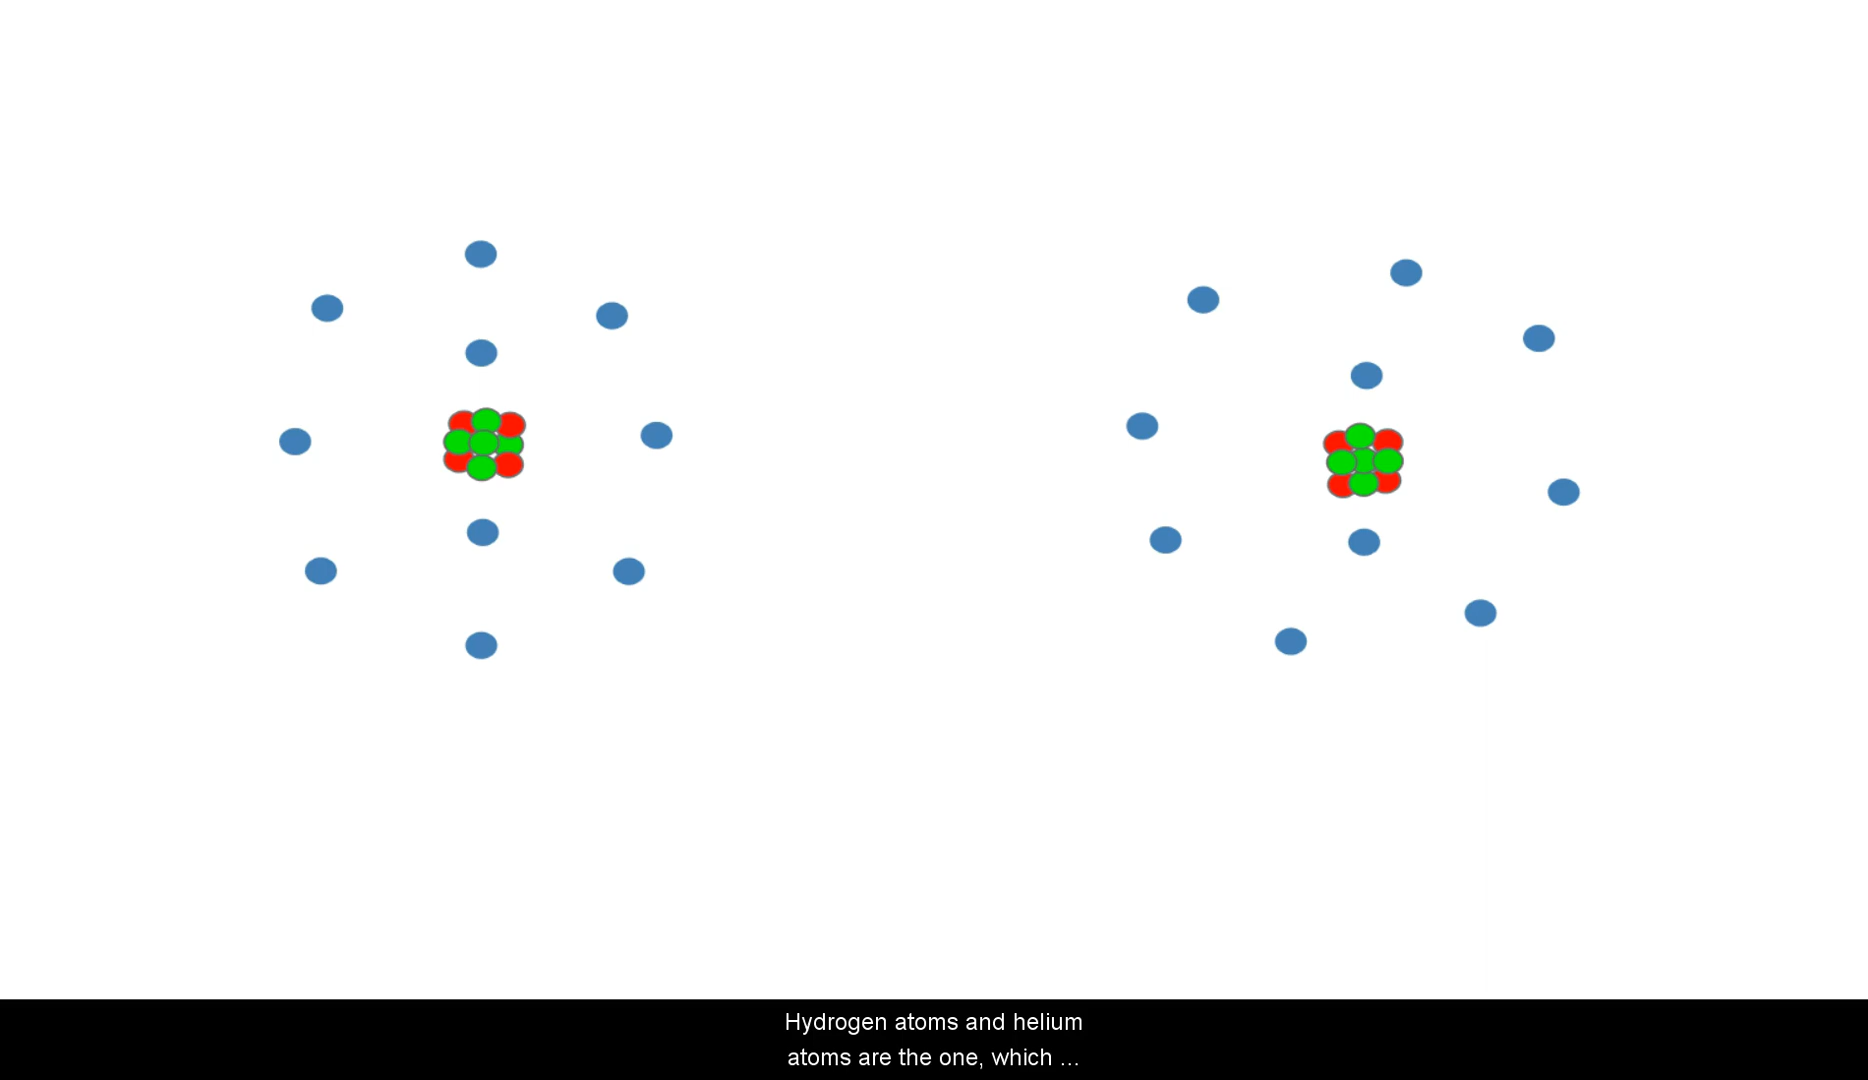 Hydrogen atoms and helium
atoms are the one, which ...